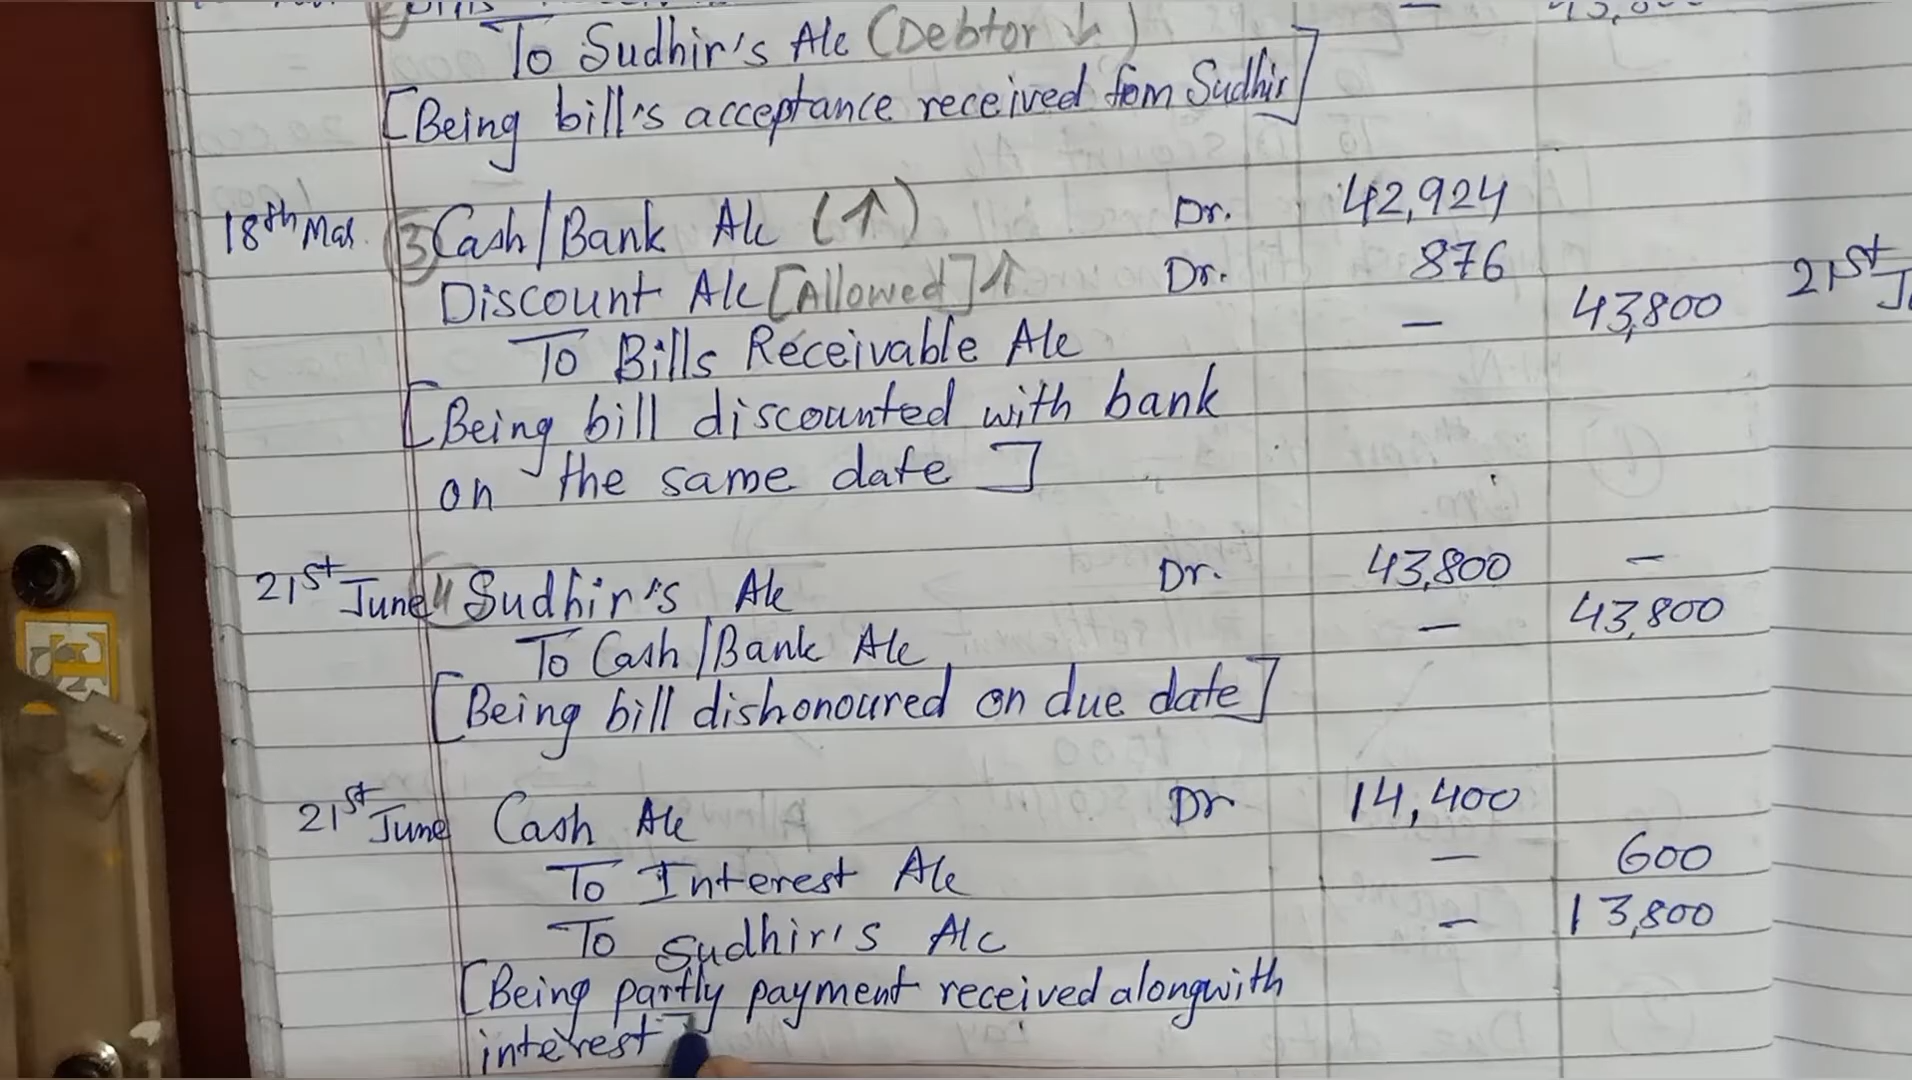 To Sudhir's A/c (Debtor ↓)
[Being bill's acceptance received from Sudhir]
18th Mar. (3) Cash/Bank A/c (↑) Dr. 42,924
Discount A/c [Allowed] ↑ Dr. 876
To Bills Receivable A/c — 43,800
[Being bill discounted with bank
on the same date]
21st June Sudhir's A/c Dr. 43,800 —
To Cash/Bank A/c — 43,800
[Being bill dishonoured on due date]
21st June Cash A/c Dr 14,400
To Interest A/c — 600
To Sudhir's A/c — 13,800
[Being partly payment received alongwith
interest]
21st